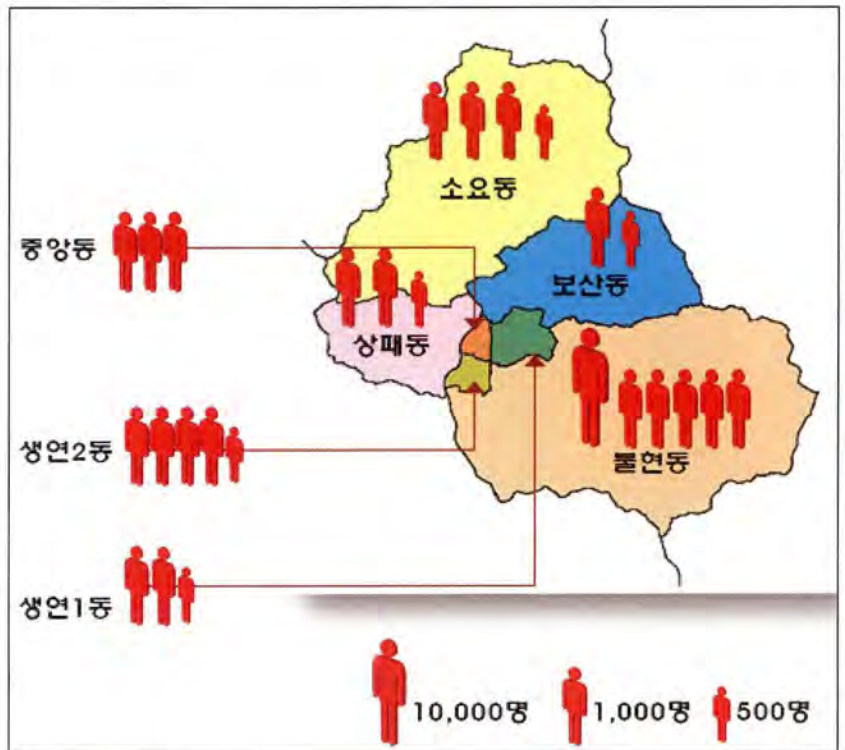 소요동
중앙동
보산동
상패동
생연2동
불현동
생연1동
10,000명
1,000명
500명